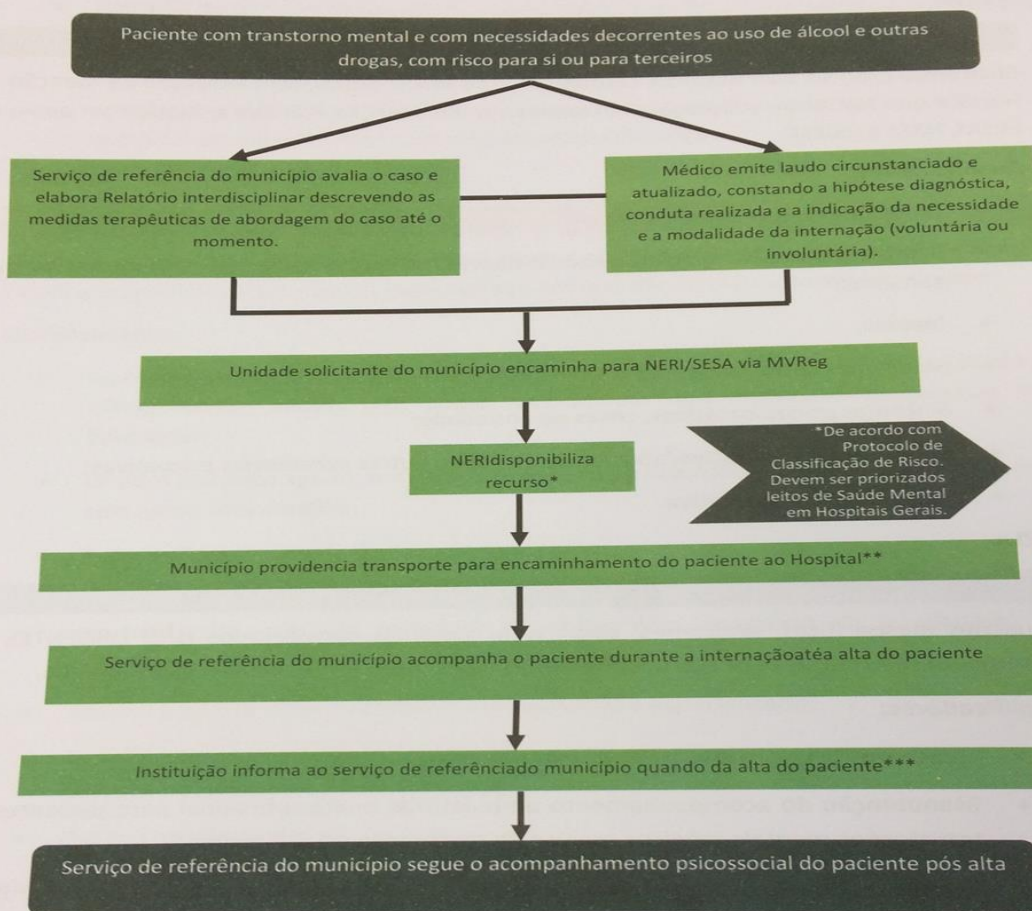 Paciente com transtorno mental e com necessidades decorrentes ao uso de álcool e outras
drogas, com risco para si ou para terceiros
Serviço de referência do município avalia o caso e
elabora Relatório interdisciplinar descrevendo as
medidas terapêuticas de abordagem do caso até o
momento.
Médico emite laudo circunstanciado e
atualizado, constando a hipótese diagnóstica,
conduta realizada e a indicação da necessidade
e a modalidade da internação (voluntária ou
involuntária).
Unidade solicitante do município encaminha para NERI/SESA via MVReg
NERIdisponibiliza
recurso*
*De acordo com
Protocolo de
Classificação de Risco.
Devem ser priorizados
leitos de Saúde Mental
em Hospitais Gerais.
Município providencia transporte para encaminhamento do paciente ao Hospital**
Serviço de referência do município acompanha o paciente durante a internaçãoatéa alta do paciente
Instituição informa ao serviço de referênciado município quando da alta do paciente***
Serviço de referência do município segue o acompanhamento psicossocial do paciente pós alta